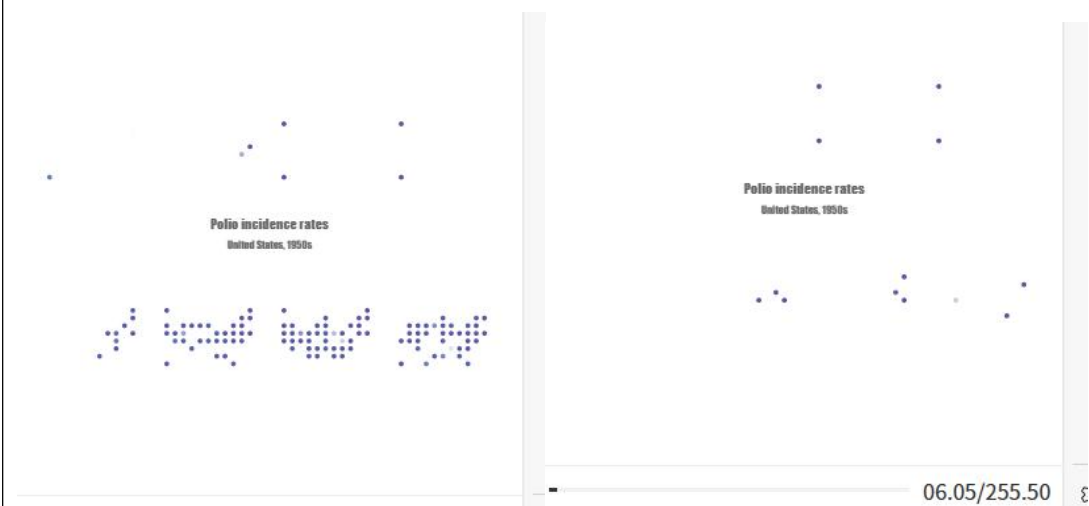 Polio incidence rates
United States, 1950s
Polio incidence rates
United States, 1950s
06.05/255.50